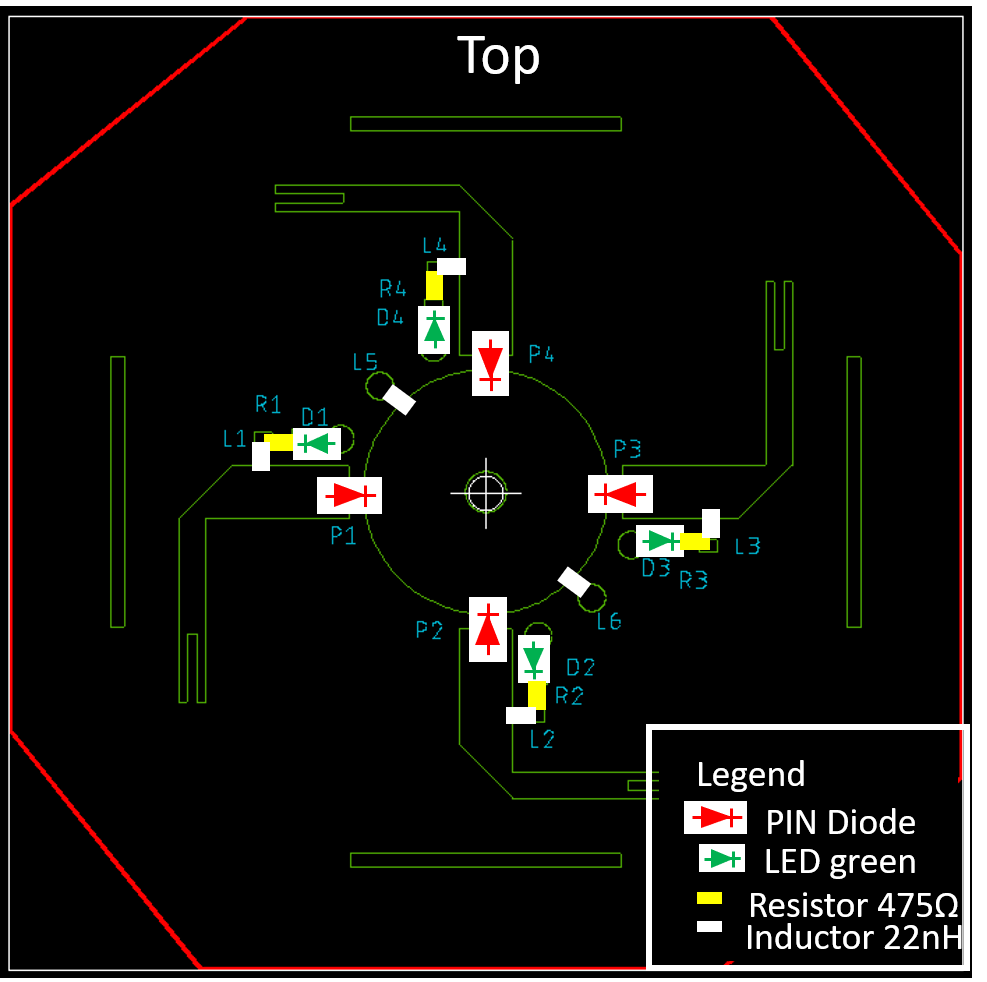 Top
L4
R4
D4
P4
L5
R1
D1
L1
P3
P1
L3
D3
R3
L6
P2
D2
R2
L2
Legend
PIN Diode
LED green
Resistor 475Ω
Inductor 22nH